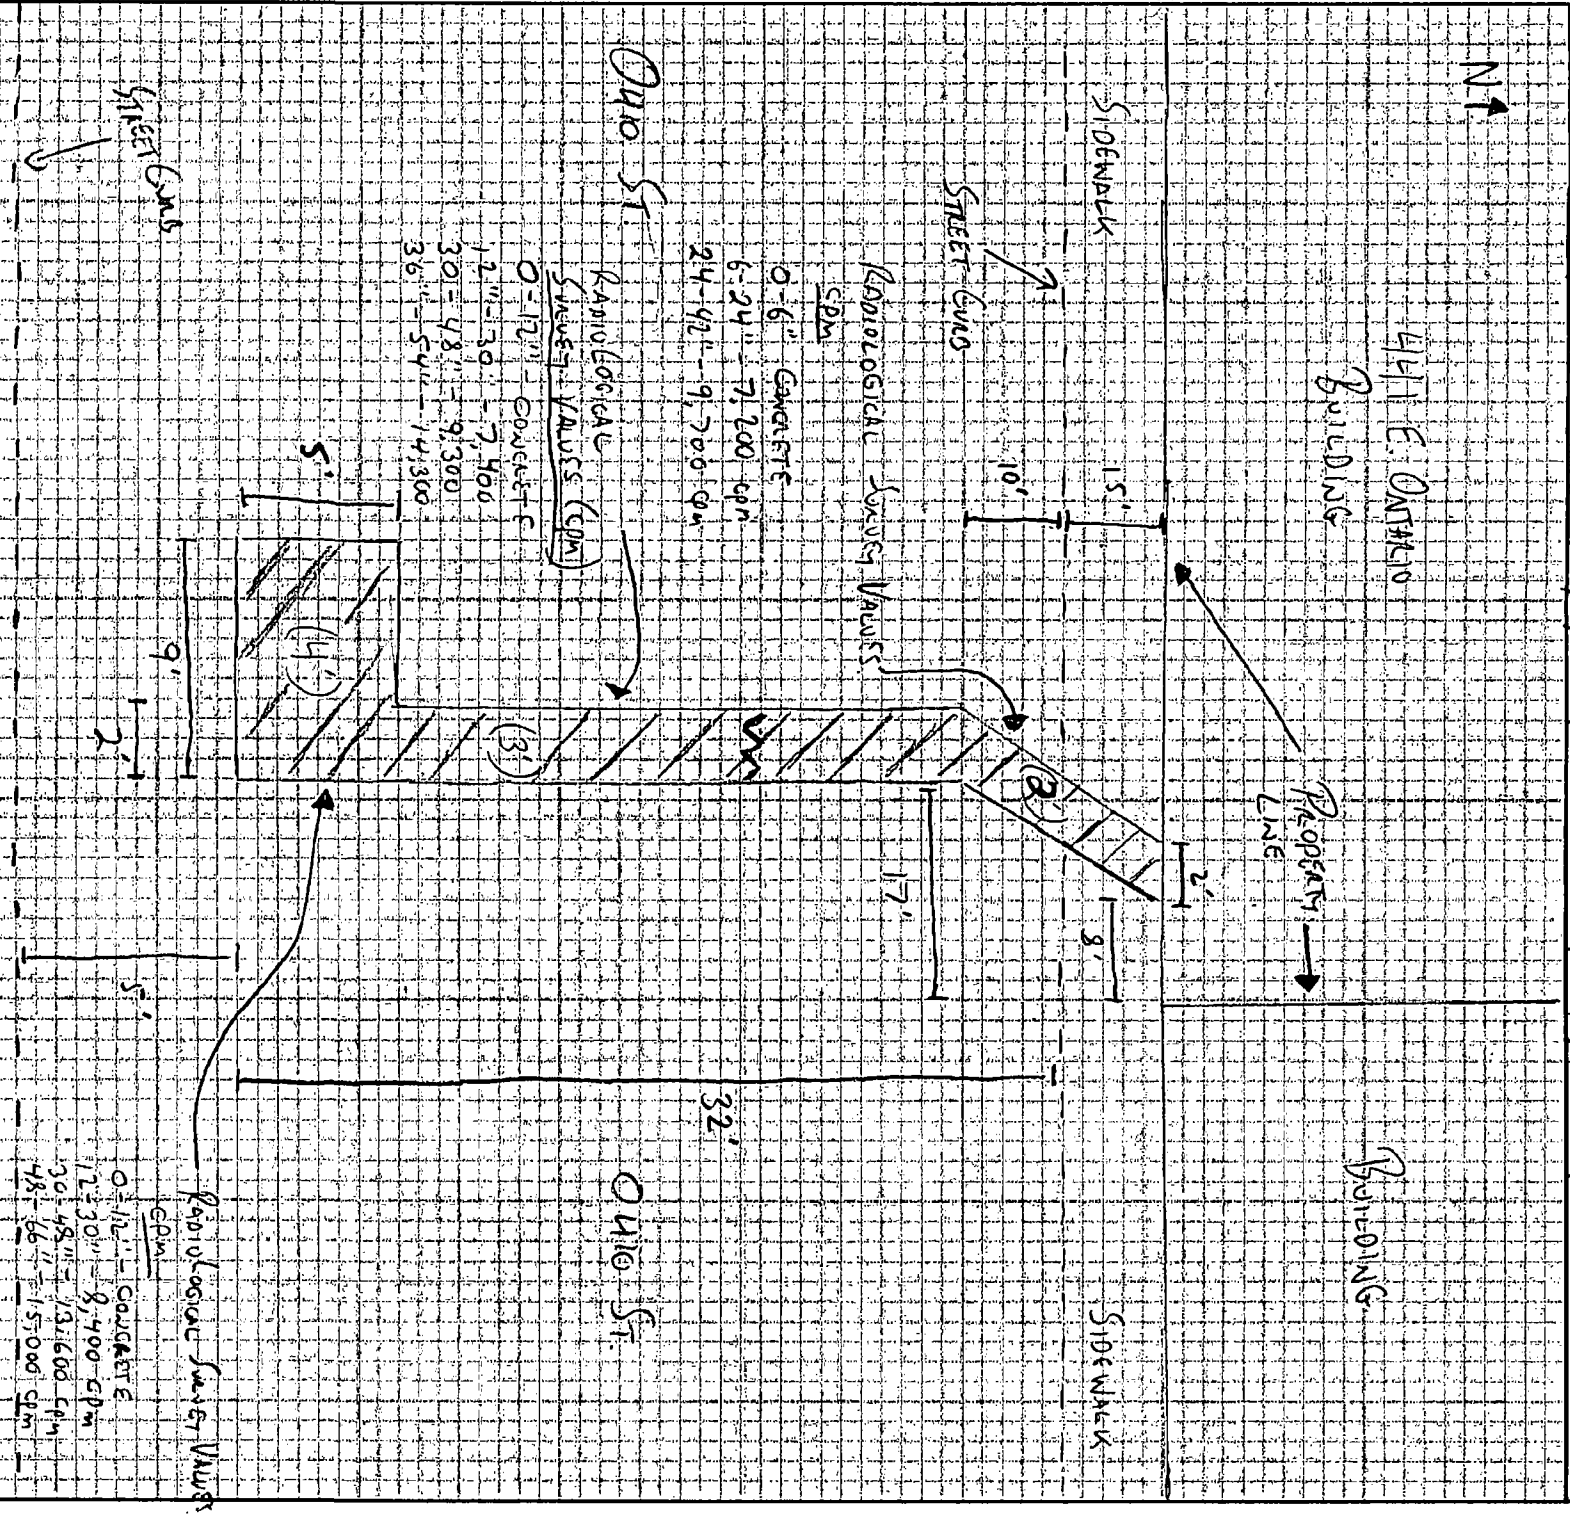 N
441 E. ONTARIO
BUILDING
BUILDING
PROPERTY
LINE
SIDEWALK
SIDEWALK
15'
10'
2'
8'
STREET CURB
RADIOLOGICAL SURVEY VALUES
cpm
0-6" CONCRETE
6-24" - 7,200 cpm
24-42" - 9,700 cpm
(2')
17'
32'
OHIO ST.
OHIO ST.
RADIOLOGICAL
SURVEY VALUES (cpm)
0-12" - CONCRETE
12"-30" - 7,400
30-48" - 9,300
36"-54" - 14,300
(3')
5'
(4')
9'
2'
5'
STREET CURB
RADIOLOGICAL SURVEY VALUES
cpm
0-12" - CONCRETE
12-30" - 8,400 cpm
30-48" - 13,600 cpm
48-66" - 15,000 cpm